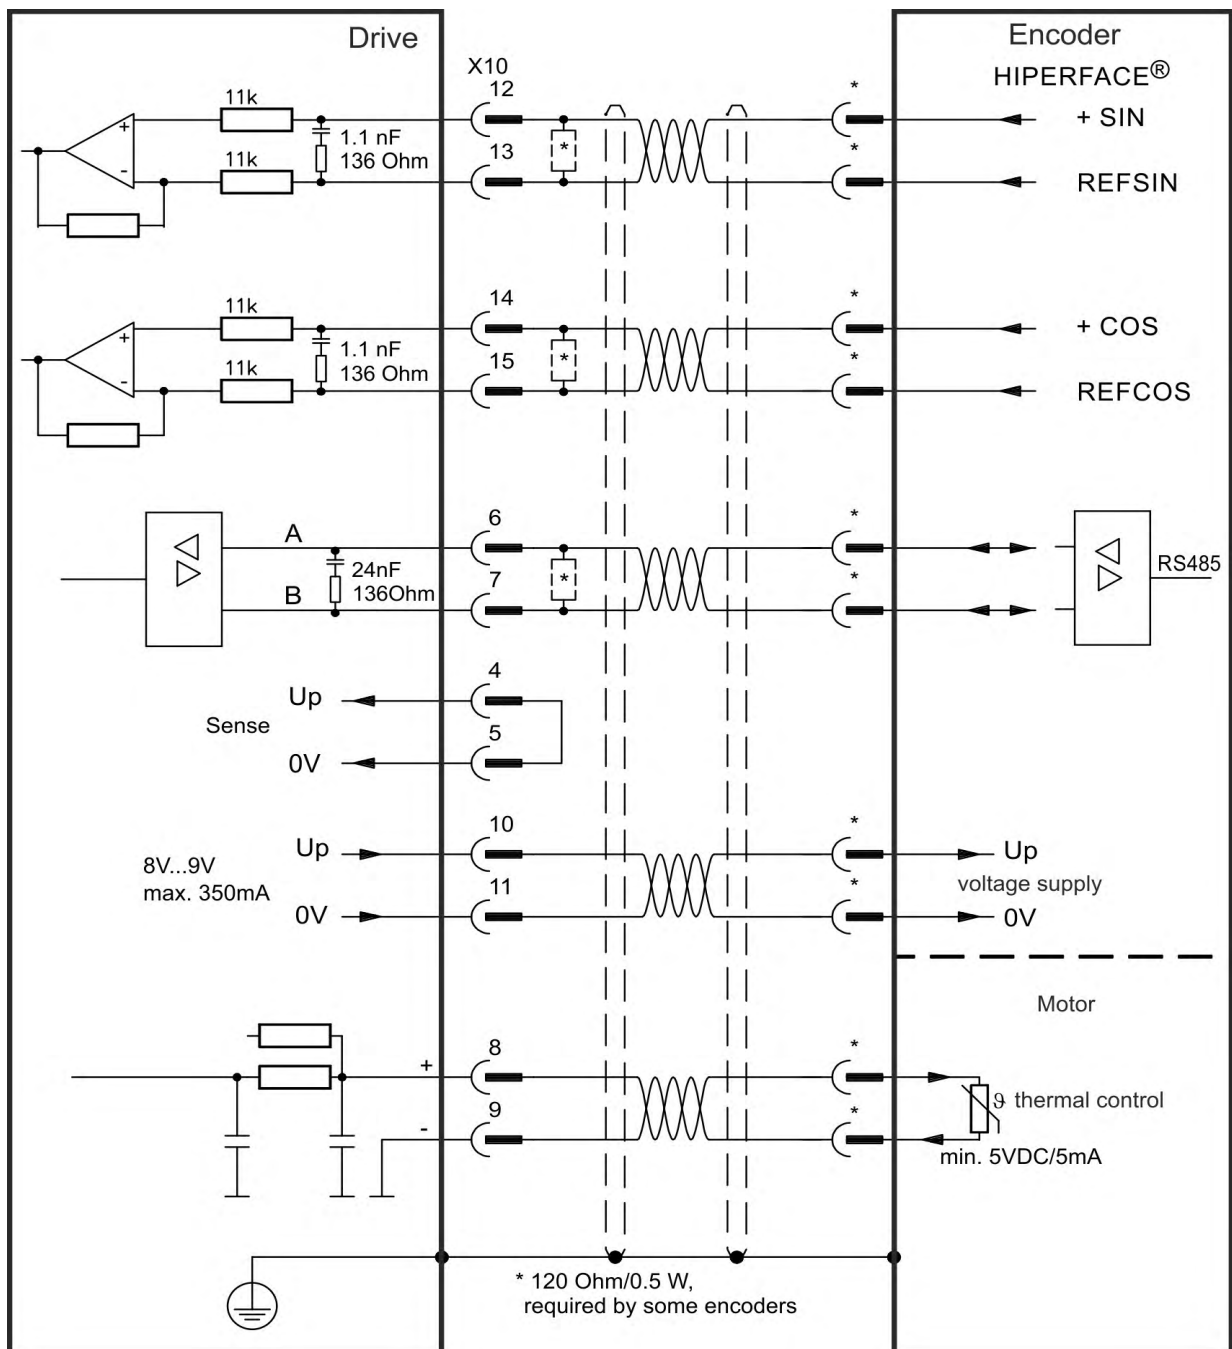 Drive
Encoder
HIPERFACE®
X10
12
*
11k
+
1.1 nF
136 Ohm
*
+ SIN
13
*
11k
-
REFSIN
14
*
11k
+
1.1 nF
136 Ohm
*
+ COS
15
*
11k
-
REFCOS
6
*
A
24nF
136Ohm
*
RS485
7
*
B
4
Up
Sense
5
0V
10
*
Up
Up
8V...9V
max. 350mA
voltage supply
11
*
0V
0V
Motor
8
*
+
ϑ thermal control
9
*
-
min. 5VDC/5mA
* 120 Ohm/0.5 W,
required by some encoders